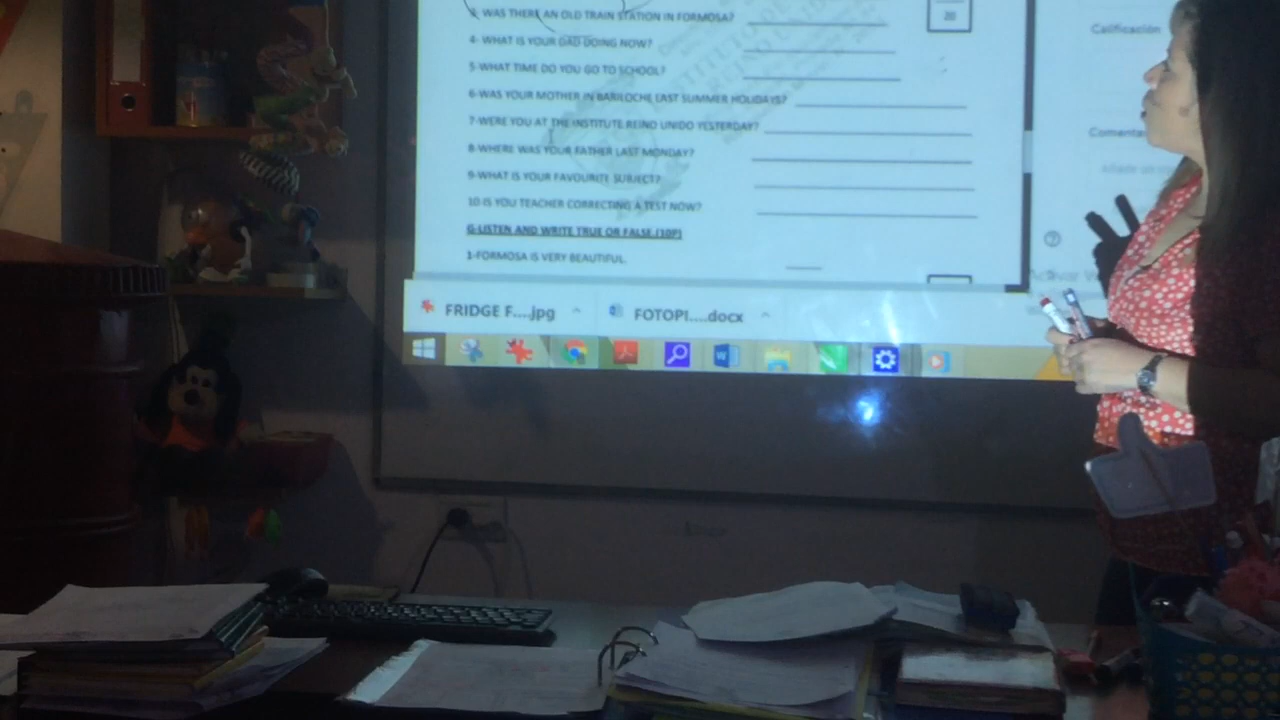 3- WAS THERE AN OLD TRAIN STATION IN FORMOSA?
20
Calificación
4- WHAT IS YOUR DAD DOING NOW?
5-WHAT TIME DO YOU GO TO SCHOOL?
6-WAS YOUR MOTHER IN BARILOCHE LAST SUMMER HOLIDAYS?
7-WERE YOU AT THE INSTITUTE REINO UNIDO YESTERDAY?
8-WHERE WAS YOUR FATHER LAST MONDAY?
9-WHAT IS YOUR FAVOURITE SUBJECT?
10 IS YOU TEACHER CORRECTING A TEST NOW?
G-LISTEN AND WRITE TRUE OR FALSE (10P)
1-FORMOSA IS VERY BEAUTIFUL.
FRIDGE F....jpg
FOTOPI....docx